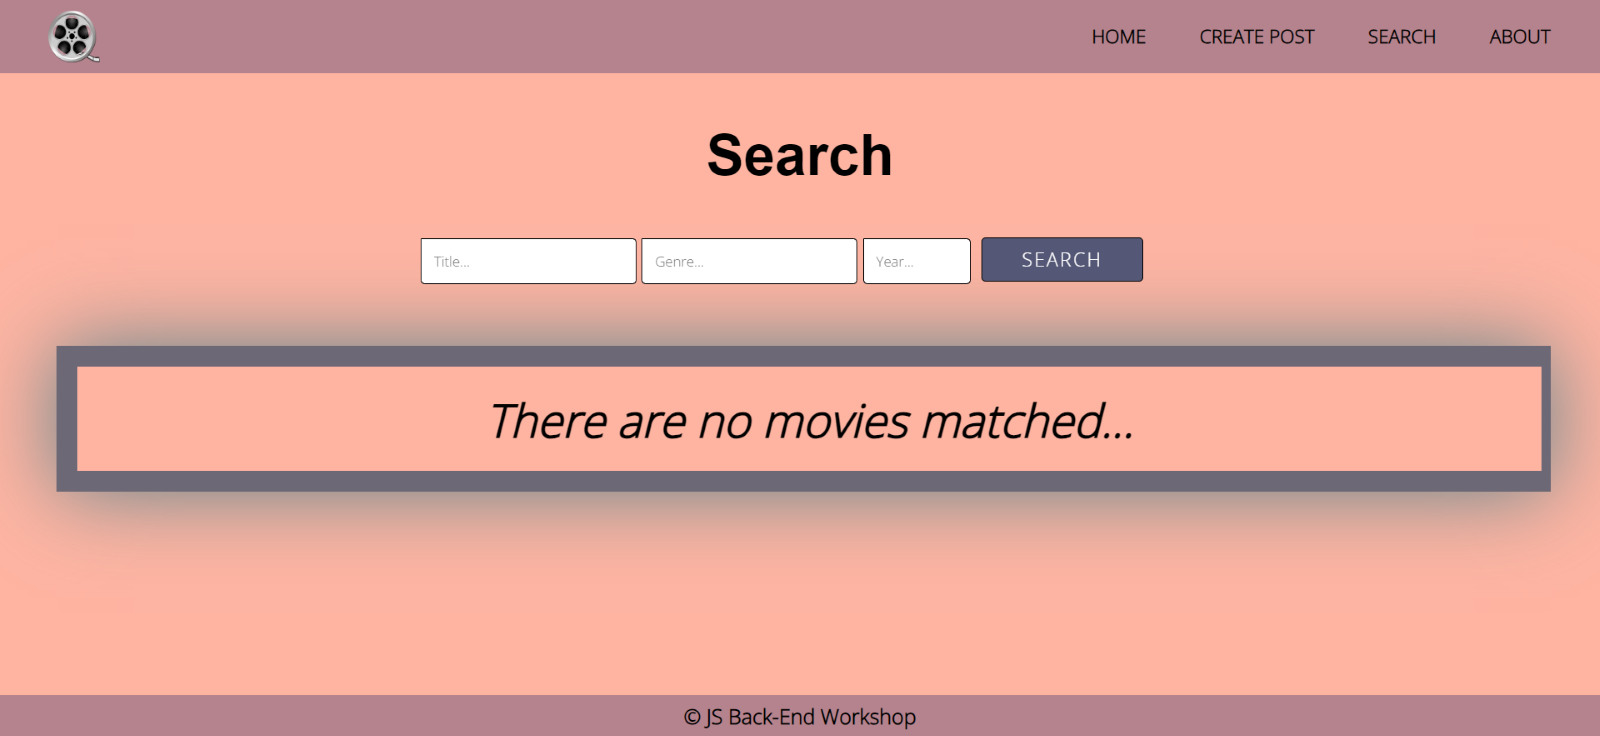 HOME CREATE POST SEARCH ABOUT
Search
Title... Genre... Year... SEARCH
There are no movies matched...
© JS Back-End Workshop